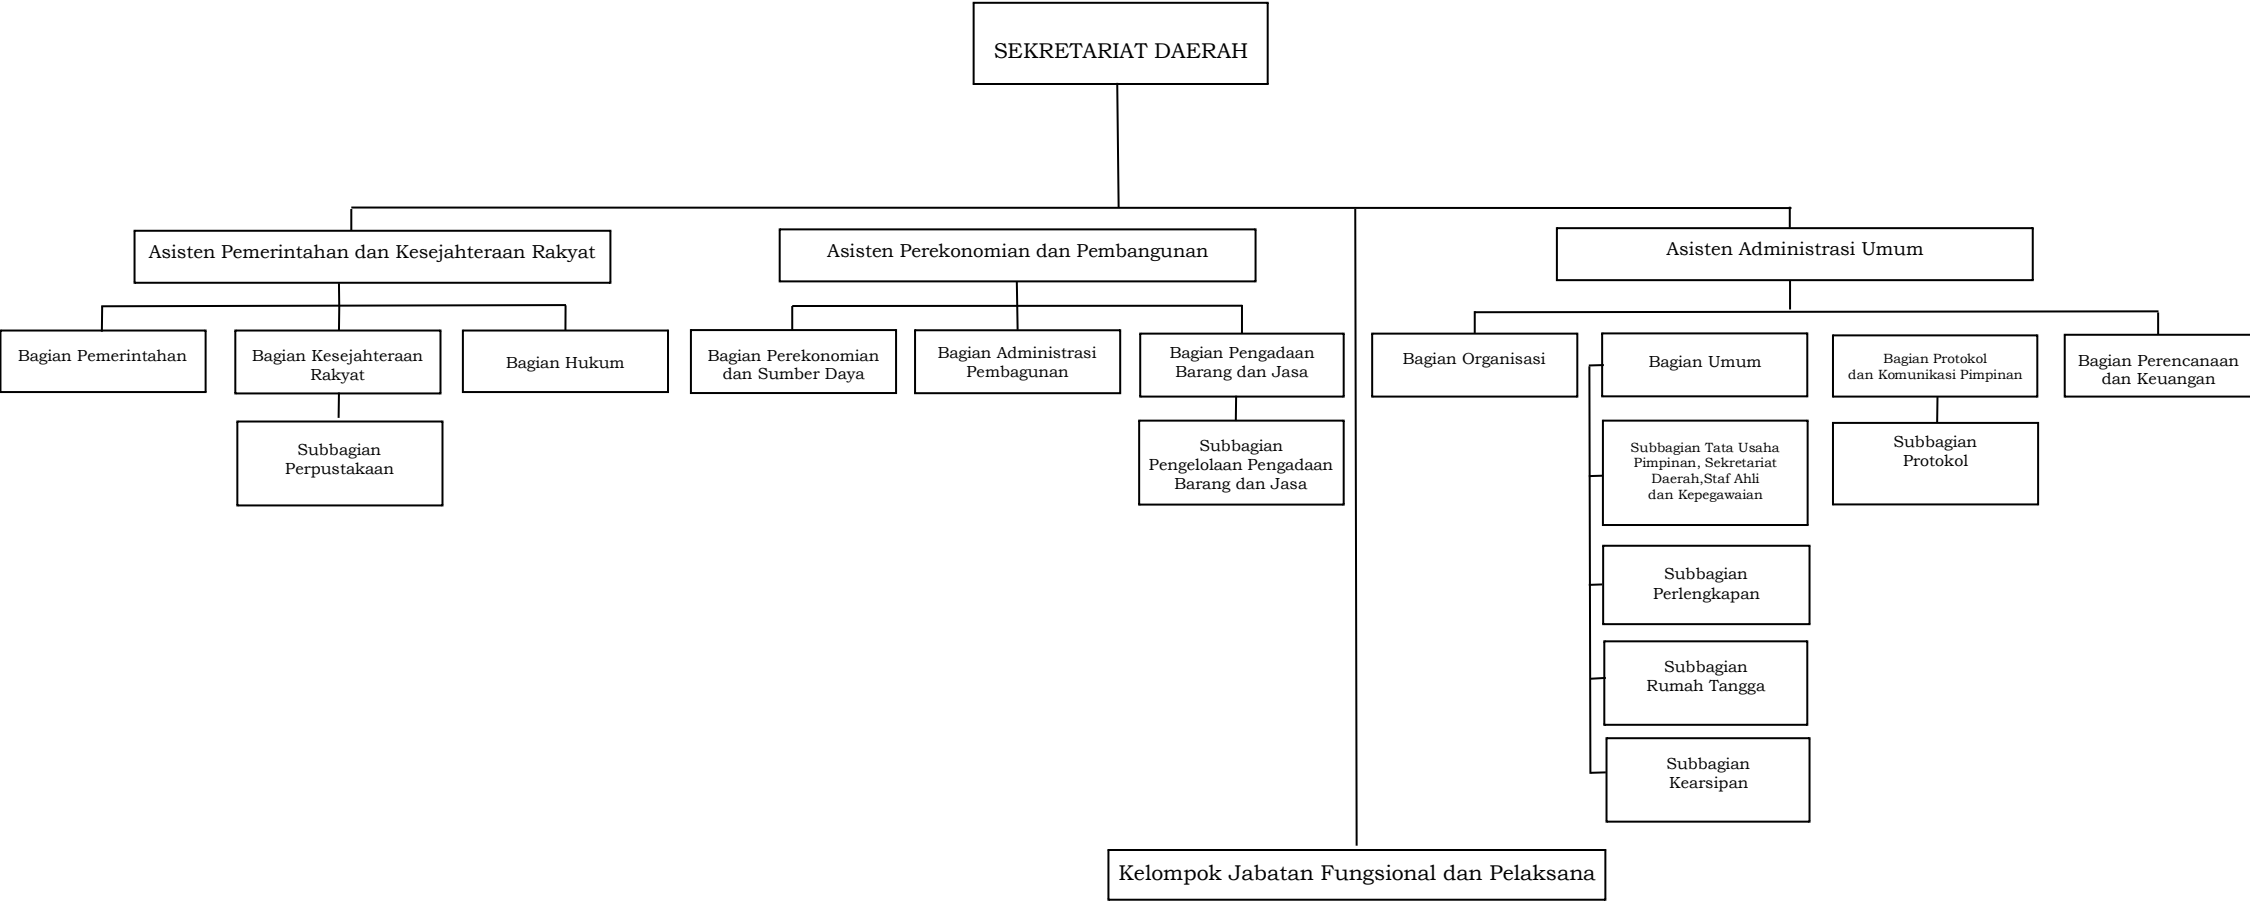 SEKRETARIAT DAERAH
Asisten Pemerintahan dan Kesejahteraan Rakyat
Asisten Perekonomian dan Pembangunan
Asisten Administrasi Umum
Bagian Pemerintahan
Bagian Kesejahteraan
Rakyat
Bagian Hukum
Bagian Perekonomian
dan Sumber Daya
Bagian Administrasi
Pembagunan
Bagian Pengadaan
Barang dan Jasa
Bagian Organisasi
Bagian Umum
Bagian Protokol
dan Komunikasi Pimpinan
Bagian Perencanaan
dan Keuangan
Subbagian
Perpustakaan
Subbagian
Pengelolaan Pengadaan
Barang dan Jasa
Subbagian Tata Usaha
Pimpinan, Sekretariat
Daerah,Staf Ahli
dan Kepegawaian
Subbagian
Protokol
Subbagian
Perlengkapan
Subbagian
Rumah Tangga
Subbagian
Kearsipan
Kelompok Jabatan Fungsional dan Pelaksana